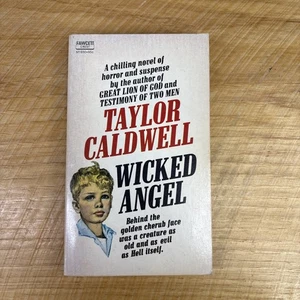 FAWCETT
A chilling novel of
horror and suspense
by the author of
GREAT LION OF GOD and
TESTIMONY OF TWO MEN
TAYLOR
CALDWELL
WICKED
ANGEL
Behind the
golden cherub face
was a creature as
old and as evil
as Hell itself.